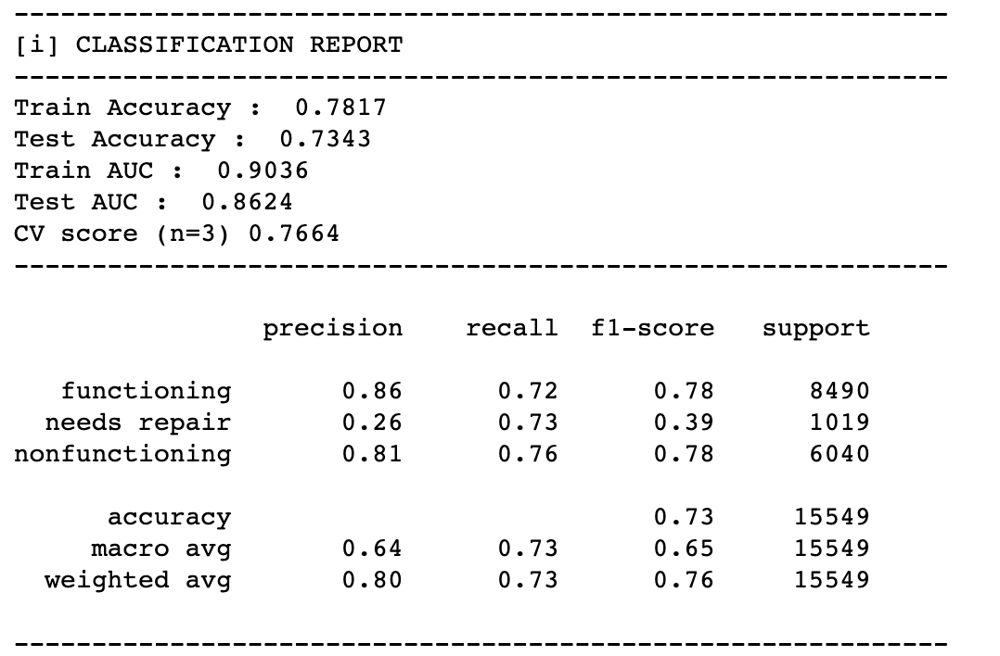 ------------------------------------------------------------
[i] CLASSIFICATION REPORT
------------------------------------------------------------
Train Accuracy :  0.7817
Test Accuracy :  0.7343
Train AUC :  0.9036
Test AUC :  0.8624
CV score (n=3) 0.7664
------------------------------------------------------------
                precision    recall  f1-score   support
   functioning       0.86      0.72      0.78      8490
  needs repair       0.26      0.73      0.39      1019
nonfunctioning       0.81      0.76      0.78      6040
      accuracy                           0.73     15549
     macro avg       0.64      0.73      0.65     15549
  weighted avg       0.80      0.73      0.76     15549
------------------------------------------------------------